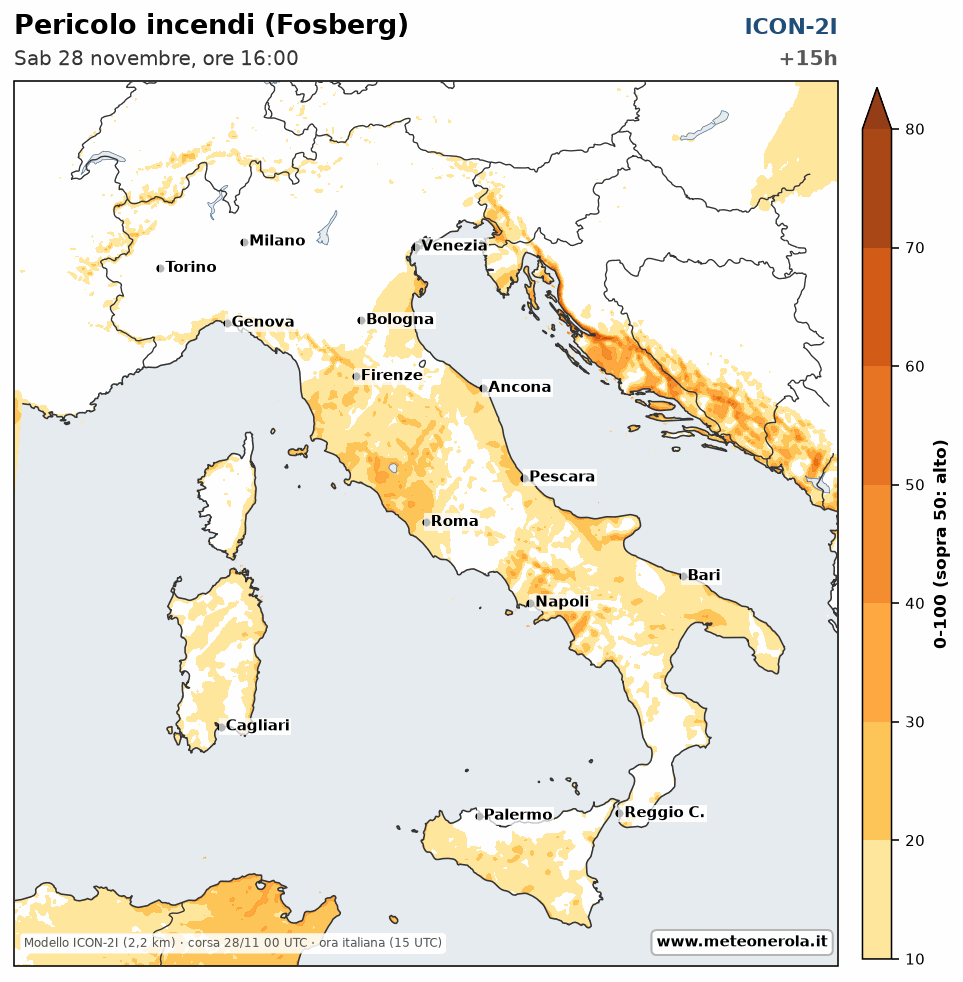 Pericolo incendi (Fosberg)
ICON-2I
Sab 28 novembre, ore 16:00
+15h
80
70
60
50
40
30
20
10
0-100 (sopra 50: alto)
Milano
Venezia
Torino
Genova
Bologna
Firenze
Ancona
Pescara
Roma
Bari
Napoli
Cagliari
Palermo
Reggio C.
Modello ICON-2I (2,2 km) · corsa 28/11 00 UTC · ora italiana (15 UTC)
www.meteonerola.it